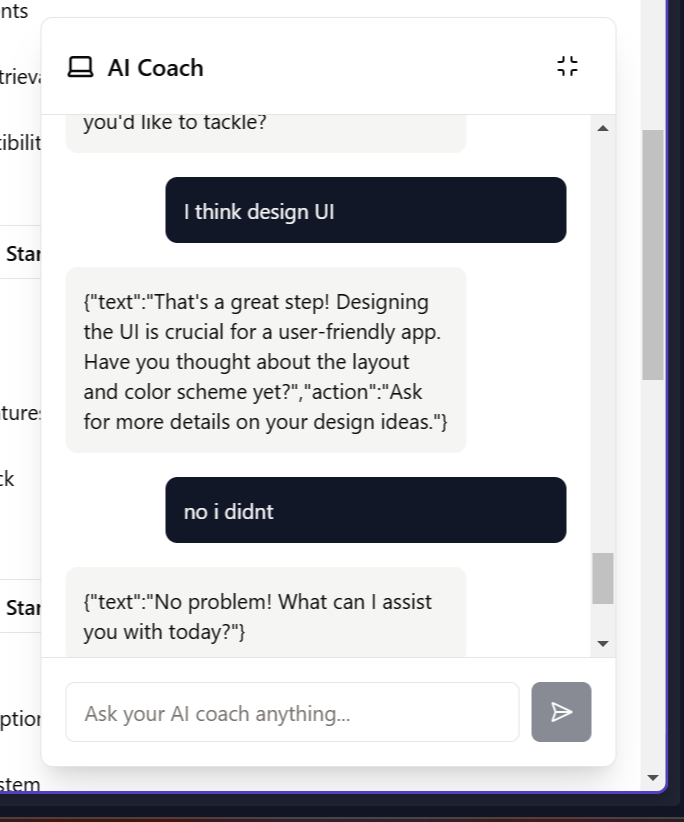 nts
AI Coach
trieva
you'd like to tackle?
tibilit
I think design UI
Star
{"text":"That's a great step! Designing
the UI is crucial for a user-friendly app.
Have you thought about the layout
and color scheme yet?","action":"Ask
for more details on your design ideas."}
ature
ck
no i didnt
Star
{"text":"No problem! What can I assist
you with today?"}
ption
Ask your AI coach anything...
stem